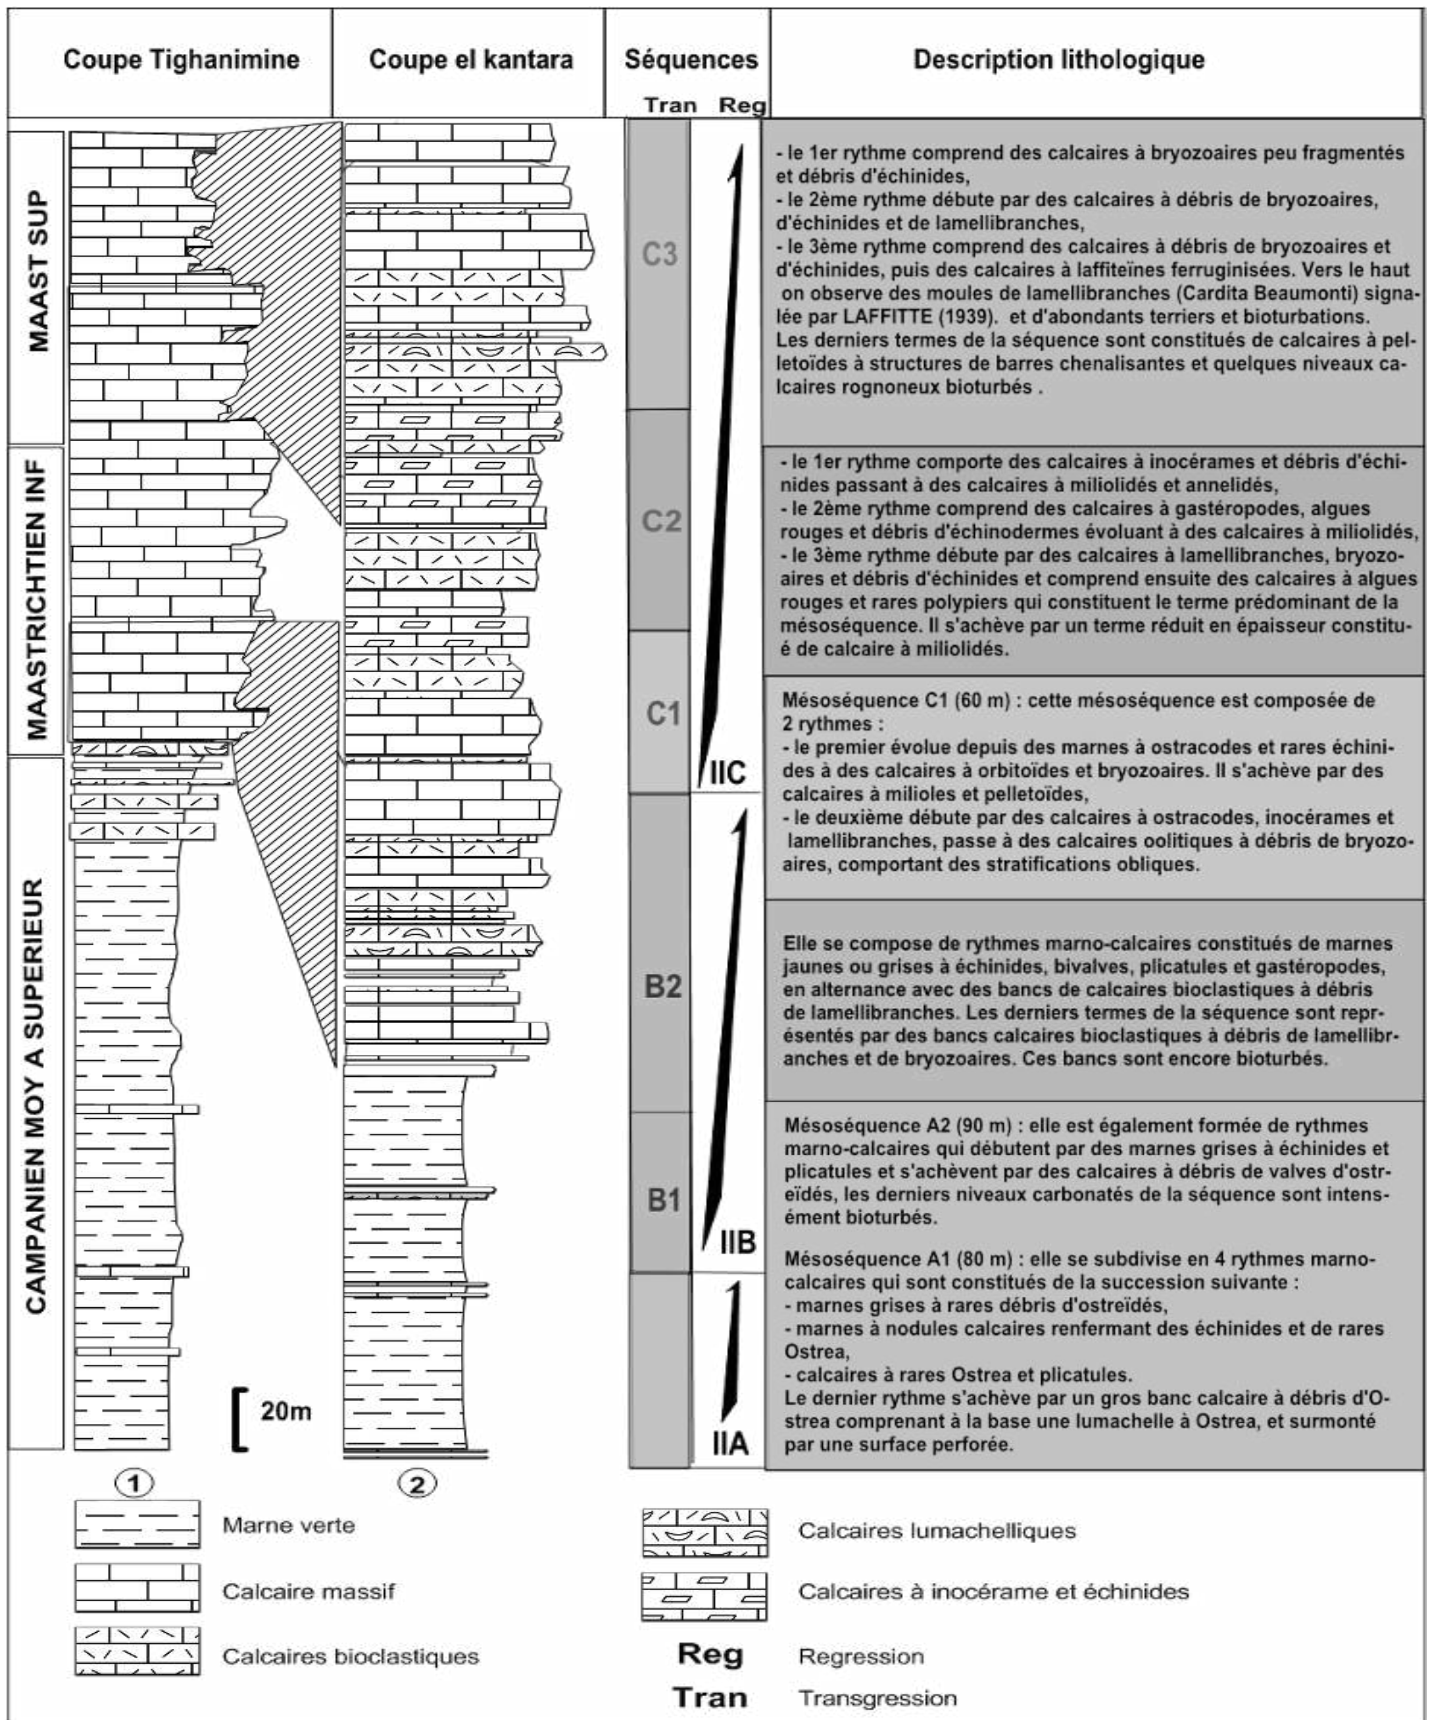 Coupe Tighanimine
Coupe el kantara
Séquences
Description lithologique
Tran Reg
MAAST SUP
MAASTRICHTIEN INF
CAMPANIEN MOY A SUPERIEUR
C3
C2
C1
IIC
B2
B1
IIB
IIA
- le 1er rythme comprend des calcaires à bryozoaires peu fragmentés
et débris d'échinides,
- le 2ème rythme débute par des calcaires à débris de bryozoaires,
d'échinides et de lamellibranches,
- le 3ème rythme comprend des calcaires à débris de bryozoaires et
d'échinides, puis des calcaires à laffiteïnes ferruginisées. Vers le haut
on observe des moules de lamellibranches (Cardita Beaumonti) signa-
lée par LAFFITTE (1939). et d'abondants terriers et bioturbations.
Les derniers termes de la séquence sont constitués de calcaires à pel-
letoïdes à structures de barres chenalisantes et quelques niveaux ca-
lcaires rognoneux bioturbés .
- le 1er rythme comporte des calcaires à inocérames et débris d'échi-
nides passant à des calcaires à miliolidés et annelidés,
- le 2ème rythme comprend des calcaires à gastéropodes, algues
rouges et débris d'échinodermes évoluant à des calcaires à miliolidés,
- le 3ème rythme débute par des calcaires à lamellibranches, bryozo-
aires et débris d'échinides et comprend ensuite des calcaires à algues
rouges et rares polypiers qui constituent le terme prédominant de la
mésoséquence. Il s'achève par un terme réduit en épaisseur constitu-
é de calcaire à miliolidés.
Mésoséquence C1 (60 m) : cette mésoséquence est composée de
2 rythmes :
- le premier évolue depuis des marnes à ostracodes et rares échini-
des à des calcaires à orbitoïdes et bryozoaires. Il s'achève par des
calcaires à milioles et pelletoïdes,
- le deuxième débute par des calcaires à ostracodes, inocérames et
lamellibranches, passe à des calcaires oolitiques à débris de bryozo-
aires, comportant des stratifications obliques.
Elle se compose de rythmes marno-calcaires constitués de marnes
jaunes ou grises à échinides, bivalves, plicatules et gastéropodes,
en alternance avec des bancs de calcaires bioclastiques à débris
de lamellibranches. Les derniers termes de la séquence sont repr-
ésentés par des bancs calcaires bioclastiques à débris de lamellibr-
anches et de bryozoaires. Ces bancs sont encore bioturbés.
Mésoséquence A2 (90 m) : elle est également formée de rythmes
marno-calcaires qui débutent par des marnes grises à échinides et
plicatules et s'achèvent par des calcaires à débris de valves d'ostr-
eïdés, les derniers niveaux carbonatés de la séquence sont intens-
ément bioturbés.
Mésoséquence A1 (80 m) : elle se subdivise en 4 rythmes marno-
calcaires qui sont constitués de la succession suivante :
- marnes grises à rares débris d'ostreïdés,
- marnes à nodules calcaires renfermant des échinides et de rares
Ostrea,
- calcaires à rares Ostrea et plicatules.
Le dernier rythme s'achève par un gros banc calcaire à débris d'O-
strea comprenant à la base une lumachelle à Ostrea, et surmonté
par une surface perforée.
20m
1
2
Marne verte
Calcaire massif
Calcaires bioclastiques
Calcaires lumachelliques
Calcaires à inocérame et échinides
Reg Regression
Tran Transgression